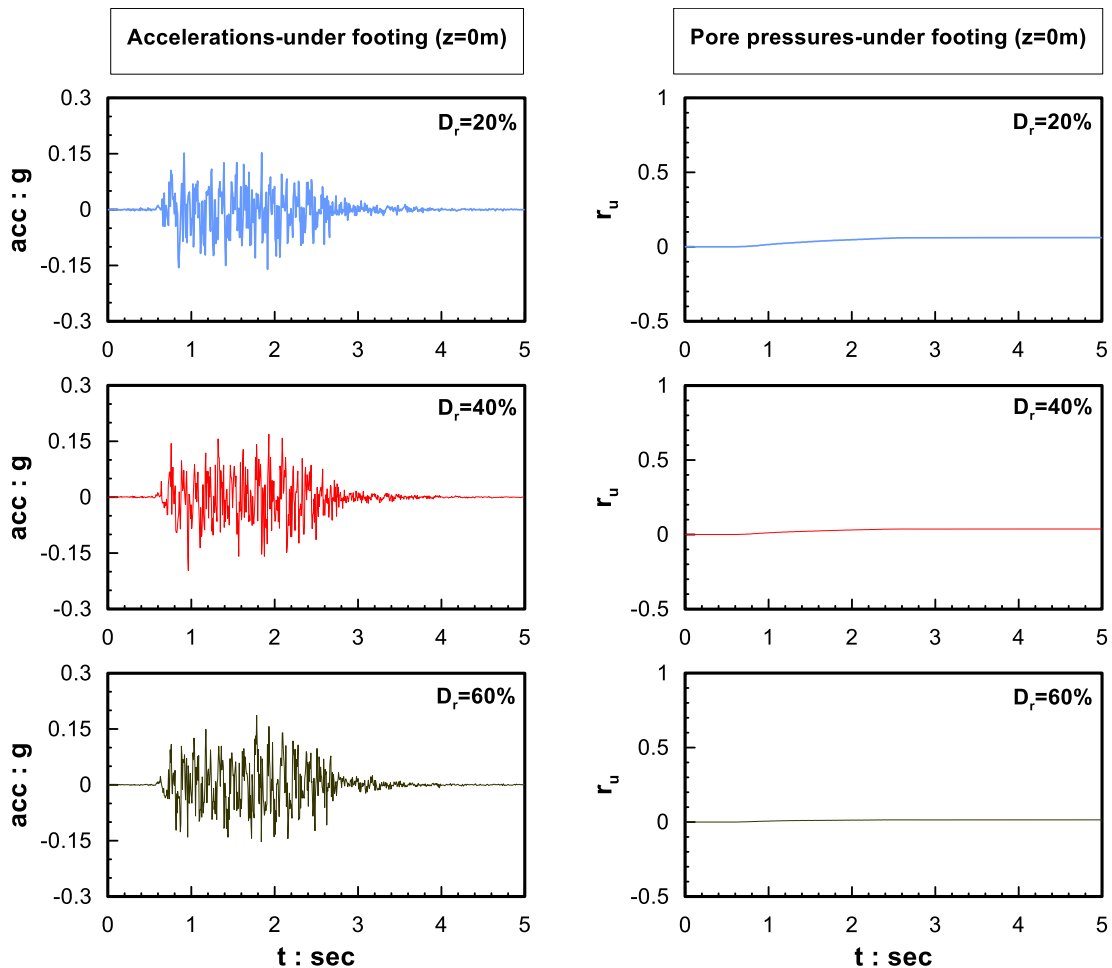 Accelerations-under footing (z=0m)
Pore pressures-under footing (z=0m)
0.3
0.15
0
-0.15
-0.3
acc : g
Dr=20%
0 1 2 3 4 5
1
0.5
0
-0.5
ru
Dr=20%
0 1 2 3 4 5
0.3
0.15
0
-0.15
-0.3
acc : g
Dr=40%
0 1 2 3 4 5
1
0.5
0
-0.5
ru
Dr=40%
0 1 2 3 4 5
0.3
0.15
0
-0.15
-0.3
acc : g
Dr=60%
0 1 2 3 4 5
t : sec
1
0.5
0
-0.5
ru
Dr=60%
0 1 2 3 4 5
t : sec